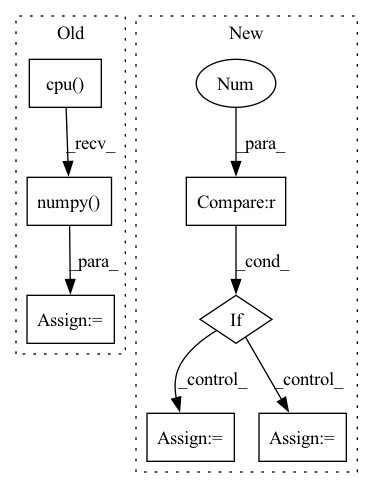 Old
New
cpu()
Num
_recv_
_para_
numpy()
Compare:r
_para_
_cond_
Assign:=
If
_control_
_control_
Assign:=
Assign:=